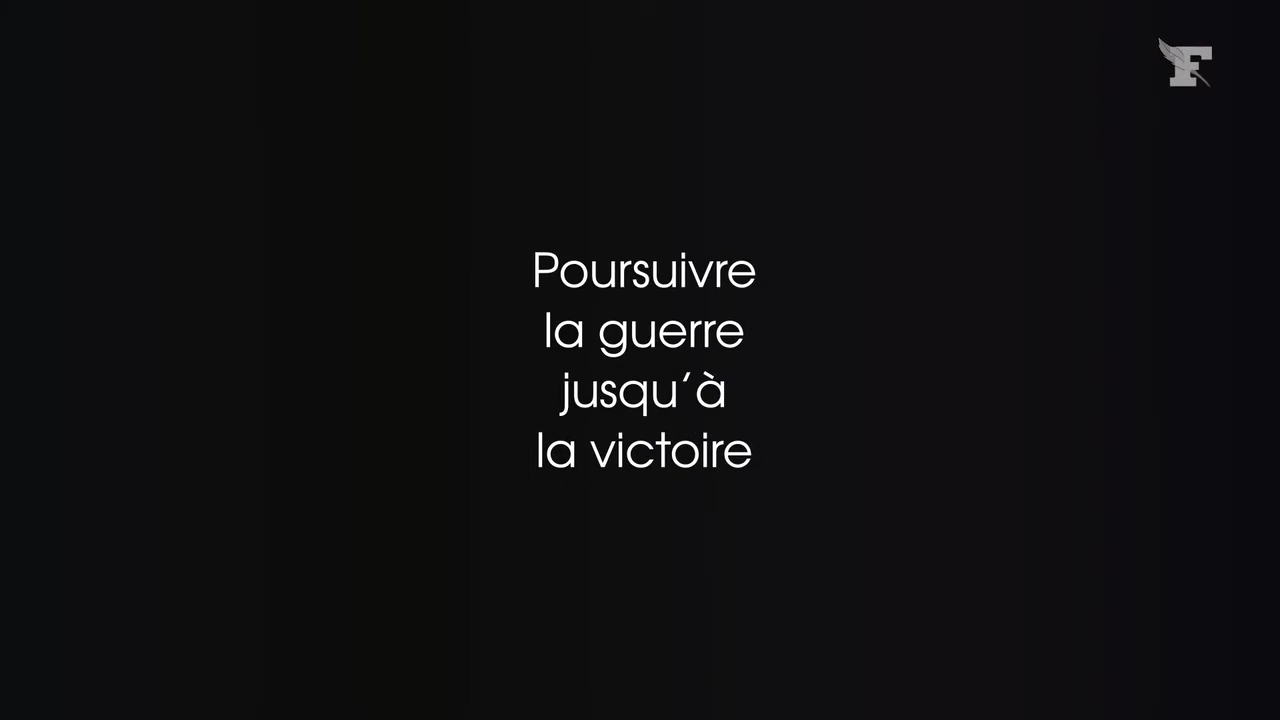 F
Poursuivre
la guerre
jusqu’à
la victoire